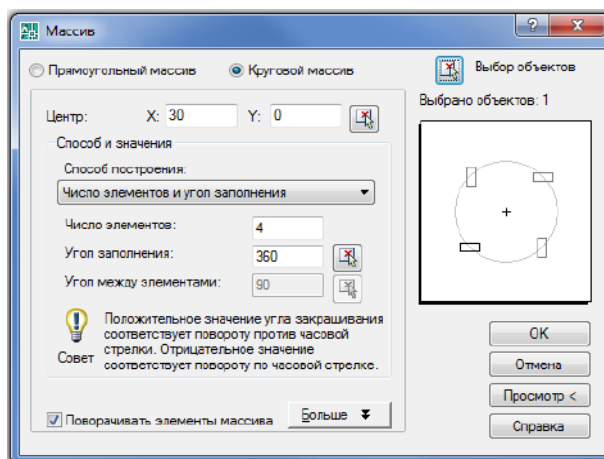 Массив
Прямоугольный массив
Круговой массив
Выбор объектов
Выбрано объектов: 1
Центр: X: 30 Y: 0
Способ и значения
Способ построения:
Число элементов и угол заполнения
Число элементов: 4
Угол заполнения: 360
Угол между элементами: 90
Совет
Положительное значение угла закрашивания
соответствует повороту против часовой
стрелки. Отрицательное значение
соответствует повороту по часовой стрелке.
Поворачивать элементы массива
Больше
OK
Отмена
Просмотр <
Справка